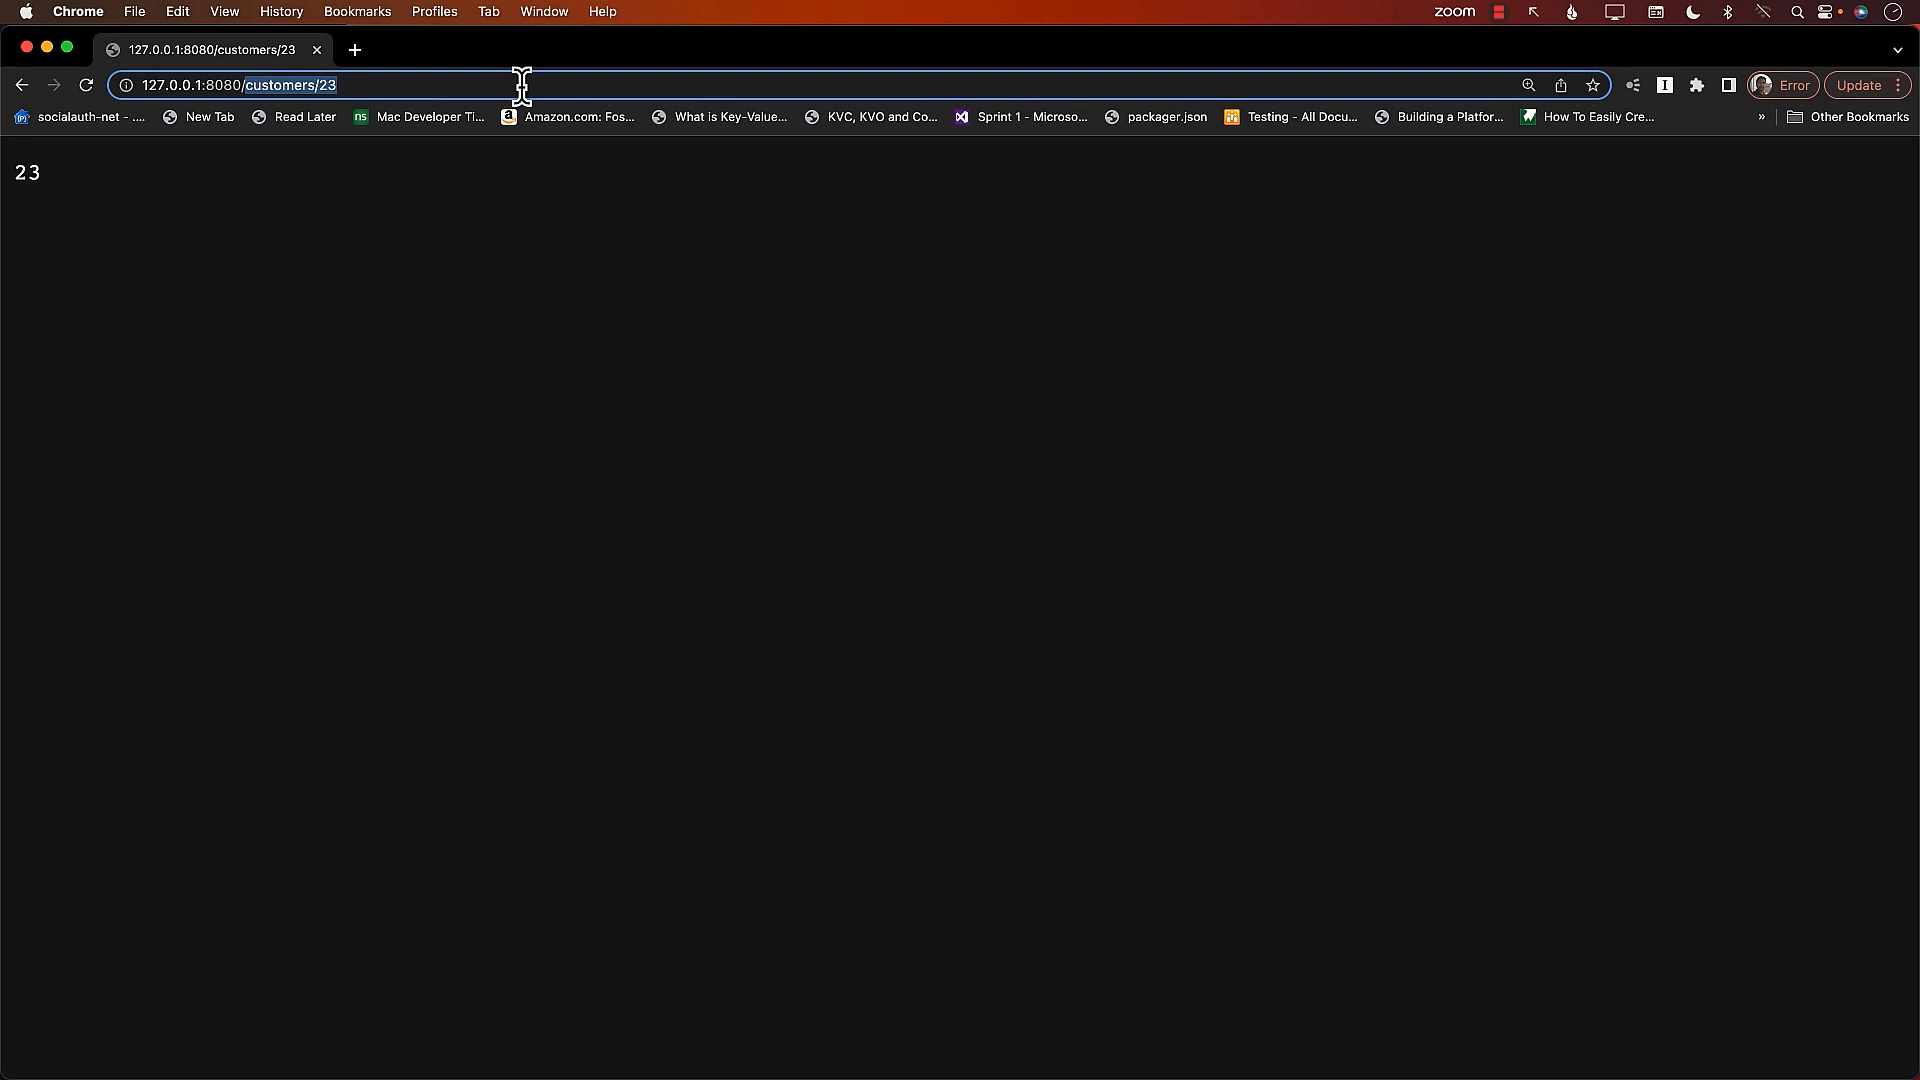 Chrome File Edit View History Bookmarks Profiles Tab Window Help zoom
127.0.0.1:8080/customers/23
127.0.0.1:8080/customers/23 Error Update
socialauth-net - .... New Tab Read Later ns Mac Developer Ti... Amazon.com: Fos... What is Key-Value... KVC, KVO and Co... Sprint 1 - Microso... packager.json Testing - All Docu... Building a Platfor... How To Easily Cre... » Other Bookmarks
23